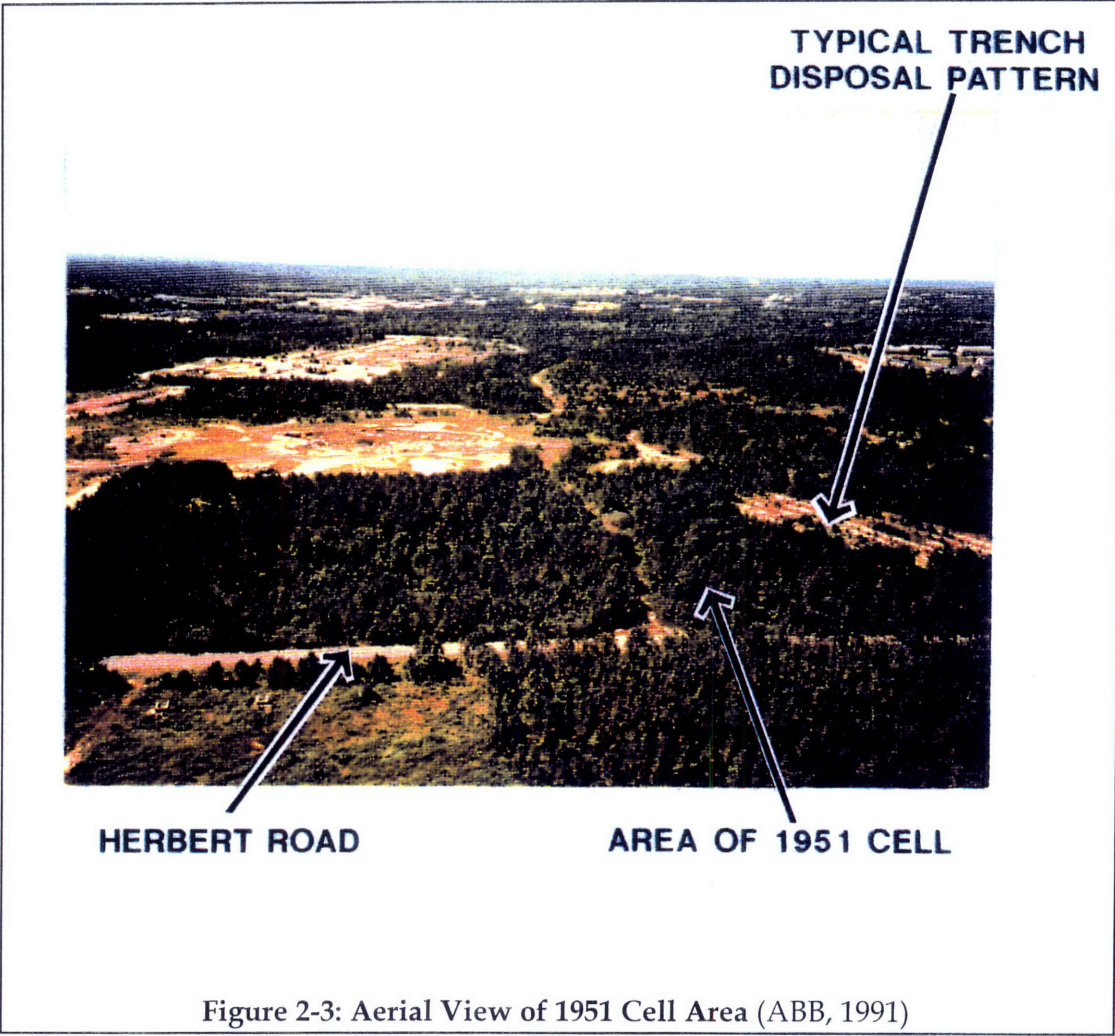 TYPICAL TRENCH
DISPOSAL PATTERN
HERBERT ROAD
AREA OF 1951 CELL
Figure 2-3: Aerial View of 1951 Cell Area (ABB, 1991)